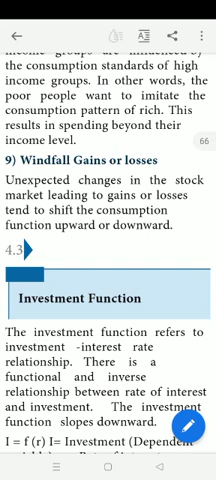 the consumption standards of high
income groups. In other words, the
poor people want to imitate the
consumption pattern of rich. This
results in spending beyond their
income level.
66
9) Windfall Gains or losses
Unexpected changes in the stock
market leading to gains or losses
tend to shift the consumption
function upward or downward.
4.3
Investment Function
The investment function refers to
investment -interest rate
relationship. There is a
functional and inverse
relationship between rate of interest
and investment. The investment
function slopes downward.
I = f (r) I= Investment (Dependent